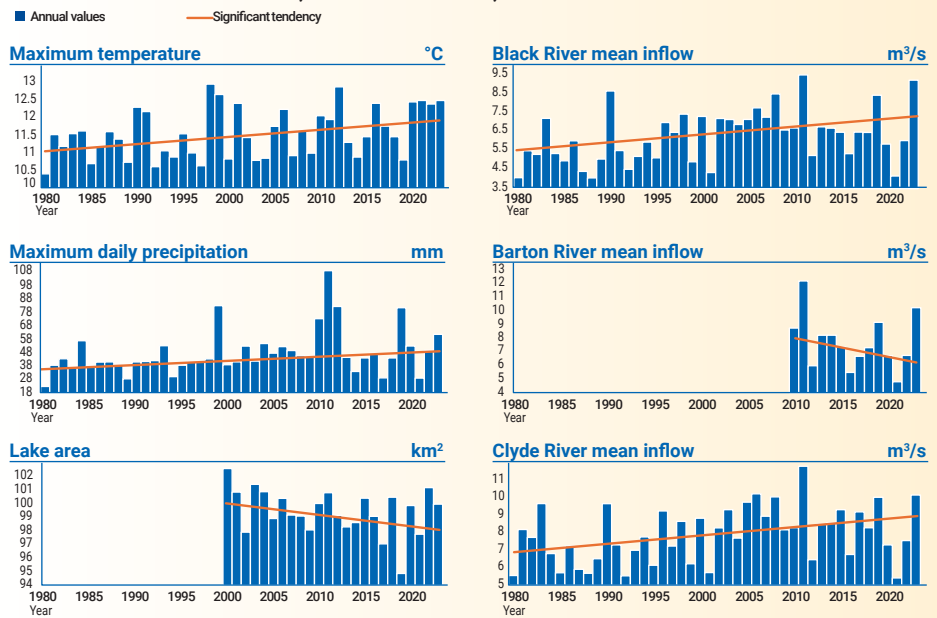 Annual values
Significant tendency
Maximum temperature °C
13
12.5
12
11.5
11
10.5
10
1980 1985 1990 1995 2000 2005 2010 2015 2020
Year
Black River mean inflow m³/s
9.5
8.5
7.5
6.5
5.5
4.5
3.5
1980 1985 1990 1995 2000 2005 2010 2015 2020
Year
Maximum daily precipitation mm
108
98
88
78
68
58
48
38
28
18
1980 1985 1990 1995 2000 2005 2010 2015 2020
Year
Barton River mean inflow m³/s
13
12
11
10
9
8
7
6
5
4
1980 1985 1990 1995 2000 2005 2010 2015 2020
Year
Lake area km²
102
101
100
99
98
97
96
95
94
1980 1985 1990 1995 2000 2005 2010 2015 2020
Year
Clyde River mean inflow m³/s
11
10
9
8
7
6
5
1980 1985 1990 1995 2000 2005 2010 2015 2020
Year